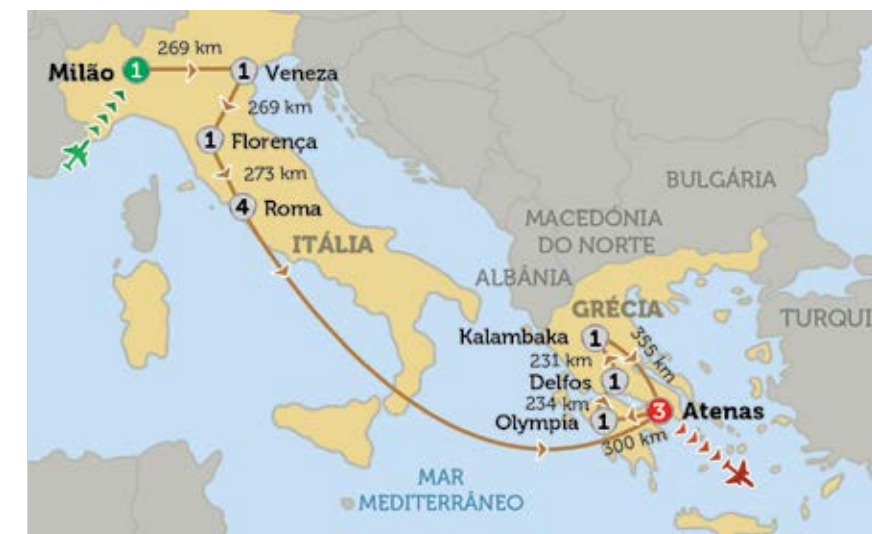 269 km
Milão 1
1 Veneza
269 km
1 Florença
273 km
4 Roma
ITÁLIA
BULGÁRIA
MACEDÓNIA
DO NORTE
ALBÂNIA
GRÉCIA
TURQUI
Kalambaka 1
355 km
231 km
Delfos 1
234 km
3 Atenas
Olympia 1
300 km
MAR
MEDITERRÂNEO